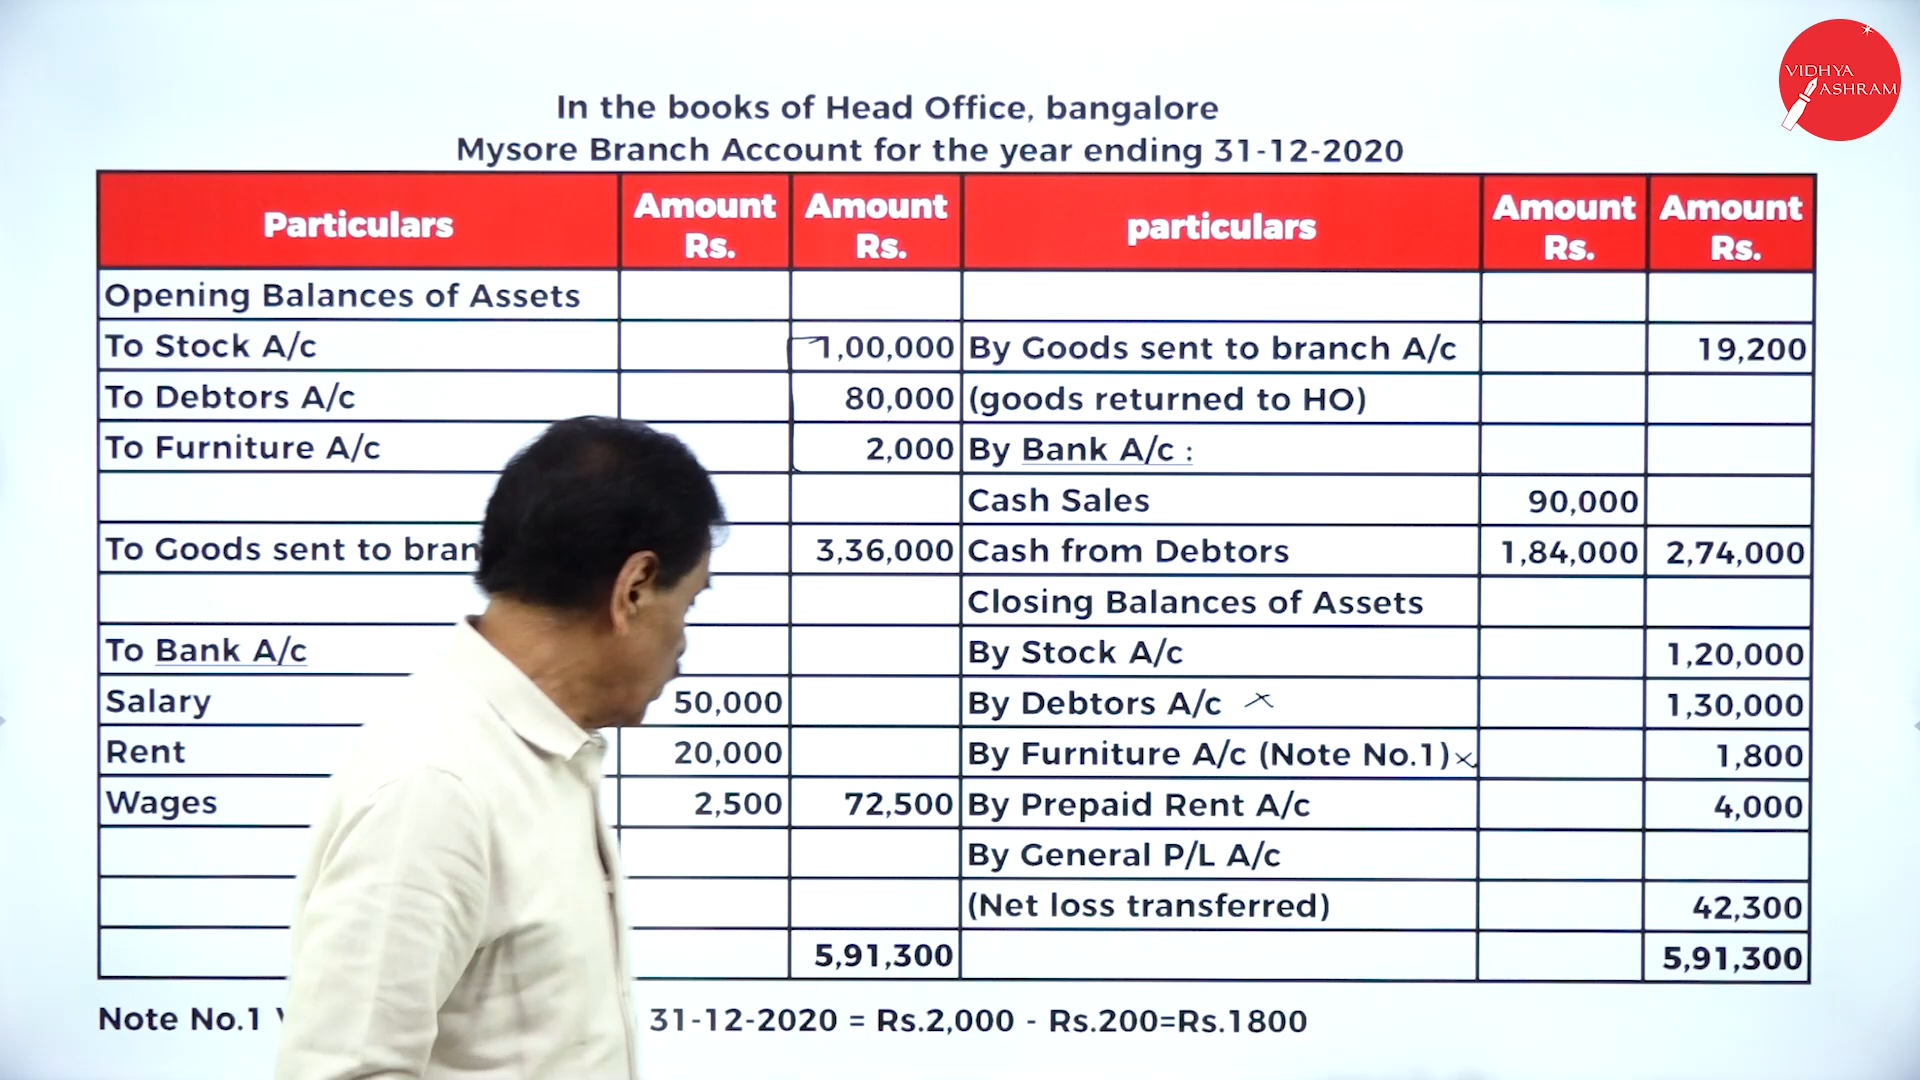 VIDHYA
ASHRAM
In the books of Head Office, bangalore
Mysore Branch Account for the year ending 31-12-2020
Particulars Amount Rs. Amount Rs. particulars Amount Rs. Amount Rs.
Opening Balances of Assets
To Stock A/c 1,00,000 By Goods sent to branch A/c 19,200
To Debtors A/c 80,000 (goods returned to HO)
To Furniture A/c 2,000 By Bank A/c :
Cash Sales 90,000
To Goods sent to 3,36,000 Cash from Debtors 1,84,000 2,74,000
Closing Balances of Assets
To Bank A/c By Stock A/c 1,20,000
Salary 50,000 By Debtors A/c 1,30,000
Rent 20,000 By Furniture A/c (Note No.1) 1,800
Wages 2,500 72,500 By Prepaid Rent A/c 4,000
By General P/L A/c
(Net loss transferred) 42,300
5,91,300 5,91,300
Note No.1 31-12-2020 = Rs.2,000 - Rs.200=Rs.1800